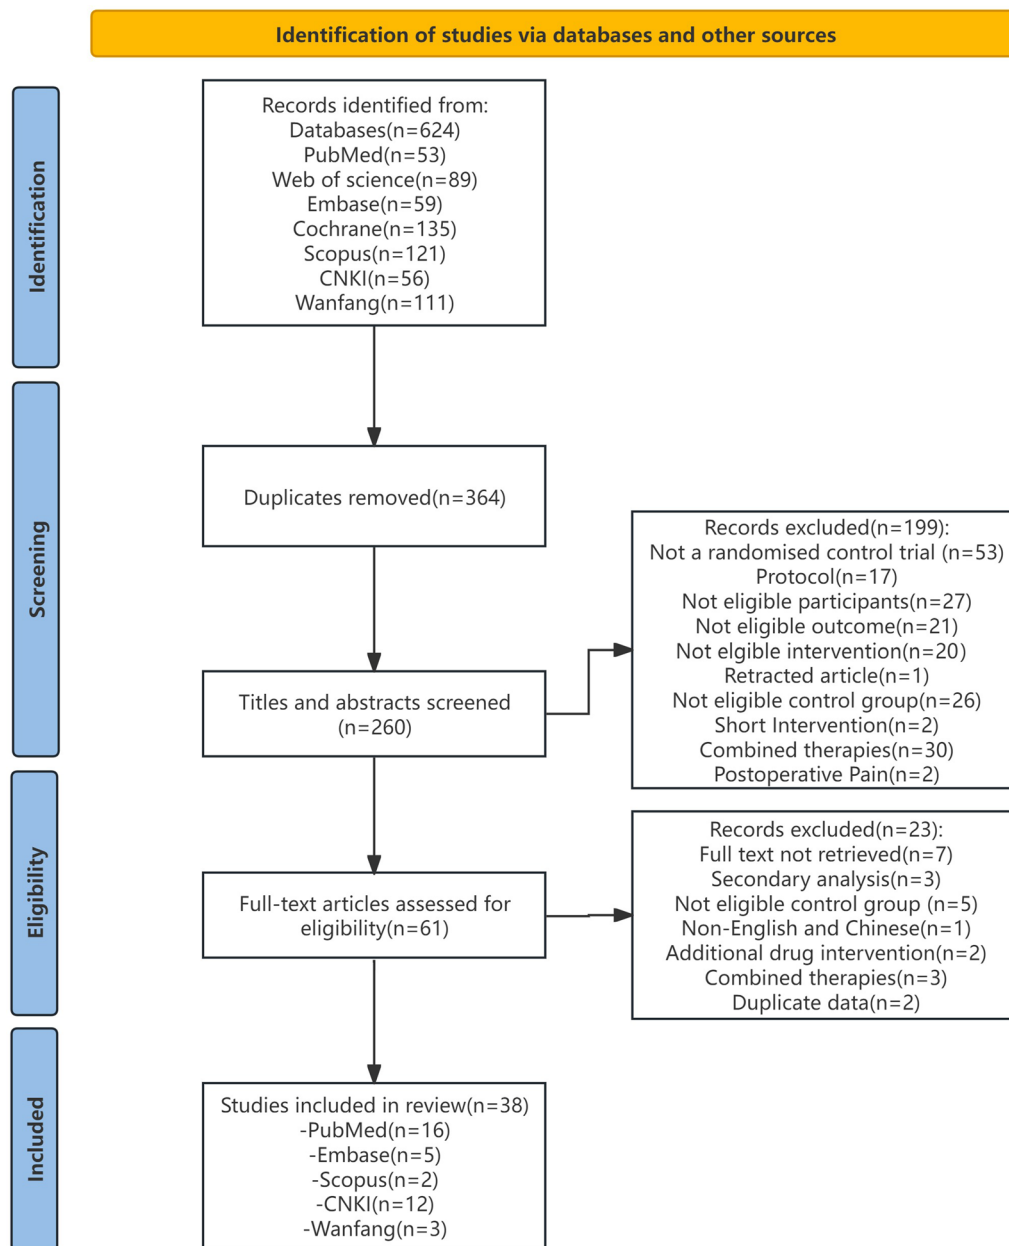 Identification of studies via databases and other sources
Identification
Records identified from:
Databases(n=624)
PubMed(n=53)
Web of science(n=89)
Embase(n=59)
Cochrane(n=135)
Scopus(n=121)
CNKI(n=56)
Wanfang(n=111)
Screening
Duplicates removed(n=364)
Titles and abstracts screened
(n=260)
Records excluded(n=199):
Not a randomised control trial (n=53)
Protocol(n=17)
Not eligible participants(n=27)
Not eligible outcome(n=21)
Not elgible intervention(n=20)
Retracted article(n=1)
Not eligible control group(n=26)
Short Intervention(n=2)
Combined therapies(n=30)
Postoperative Pain(n=2)
Eligibility
Full-text articles assessed for
eligibility(n=61)
Records excluded(n=23):
Full text not retrieved(n=7)
Secondary analysis(n=3)
Not eligible control group (n=5)
Non-English and Chinese(n=1)
Additional drug intervention(n=2)
Combined therapies(n=3)
Duplicate data(n=2)
Included
Studies included in review(n=38)
-PubMed(n=16)
-Embase(n=5)
-Scopus(n=2)
-CNKI(n=12)
-Wanfang(n=3)